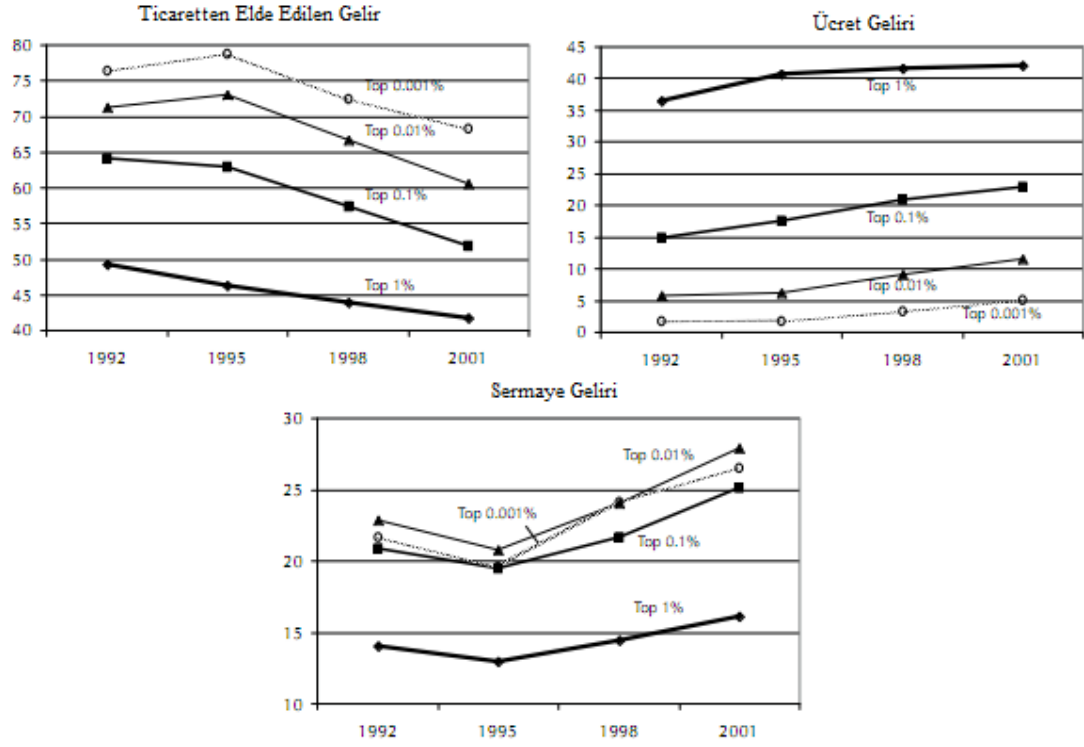 Ticaretten Elde Edilen Gelir
80
75
70
65
60
55
50
45
40
Top 0.001%
Top 0.01%
Top 0.1%
Top 1%
1992 1995 1998 2001
Ücret Geliri
45
40
35
30
25
20
15
10
5
0
Top 1%
Top 0.1%
Top 0.01%
Top 0.001%
1992 1995 1998 2001
Sermaye Geliri
30
25
20
15
10
Top 0.01%
Top 0.001%
Top 0.1%
Top 1%
1992 1995 1998 2001